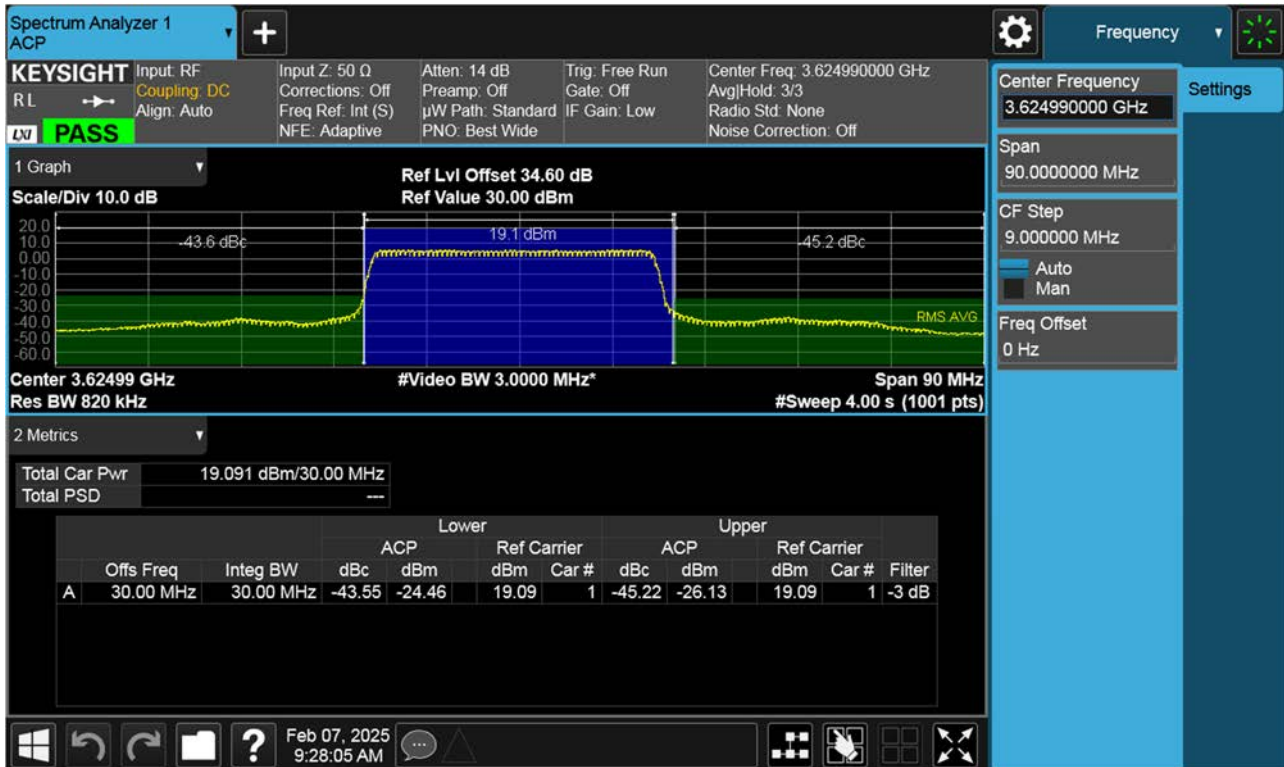 Spectrum Analyzer 1
ACP
+
Frequency
KEYSIGHT
RL
LXI PASS
Input: RF
Coupling: DC
Align: Auto
Input Z: 50 Ω
Corrections: Off
Freq Ref: Int (S)
NFE: Adaptive
Atten: 14 dB
Preamp: Off
µW Path: Standard
PNO: Best Wide
Trig: Free Run
Gate: Off
IF Gain: Low
Center Freq: 3.624990000 GHz
Avg|Hold: 3/3
Radio Std: None
Noise Correction: Off
Center Frequency
3.624990000 GHz
Settings
Span
90.0000000 MHz
CF Step
9.000000 MHz
Auto
Man
Freq Offset
0 Hz
1 Graph
Scale/Div 10.0 dB
Ref Lvl Offset 34.60 dB
Ref Value 30.00 dBm
20.0
10.0
0.00
-10.0
-20.0
-30.0
-40.0
-50.0
-60.0
-43.6 dBc
19.1 dBm
-45.2 dBc
RMS AVG
Center 3.62499 GHz
#Video BW 3.0000 MHz*
Span 90 MHz
Res BW 820 kHz
#Sweep 4.00 s (1001 pts)
2 Metrics
Total Car Pwr 19.091 dBm/30.00 MHz
Total PSD ---
Lower Upper
ACP Ref Carrier ACP Ref Carrier
Offs Freq Integ BW dBc dBm dBm Car # dBc dBm dBm Car # Filter
A 30.00 MHz 30.00 MHz -43.55 -24.46 19.09 1 -45.22 -26.13 19.09 1 -3 dB
?
Feb 07, 2025
9:28:05 AM